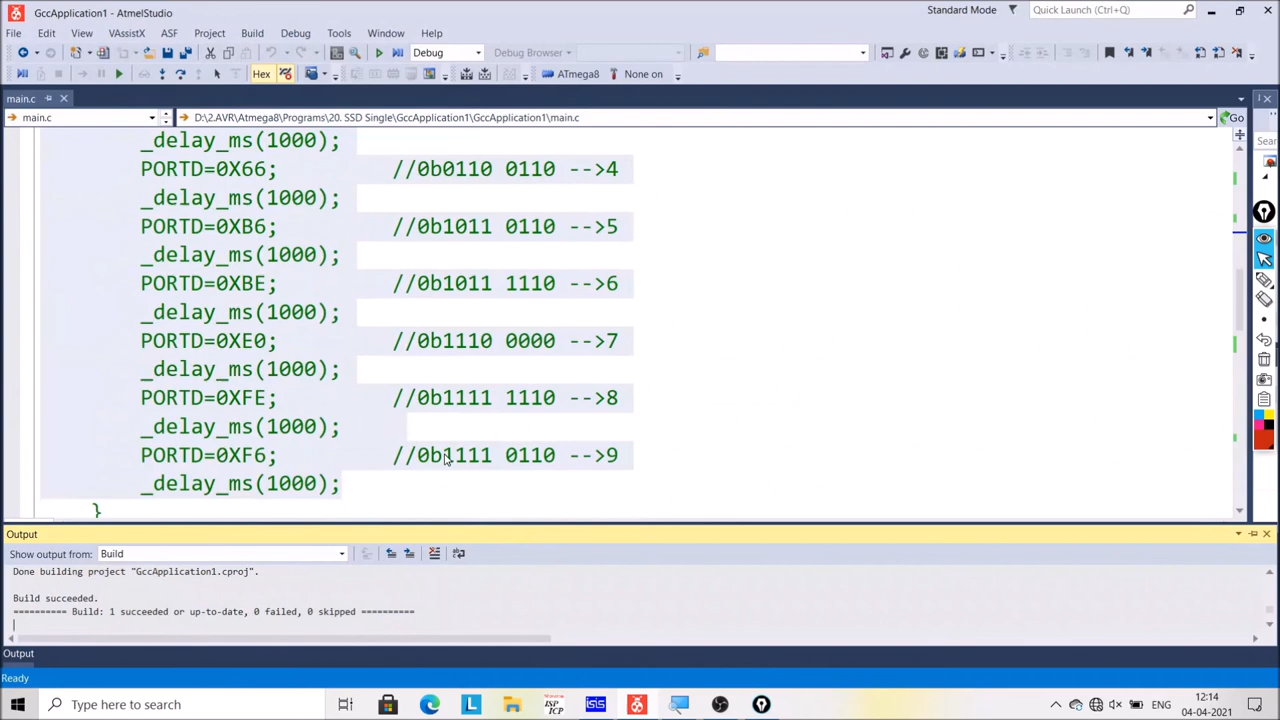 GccApplication1 - AtmelStudio
Standard Mode
Quick Launch (Ctrl+Q)
File Edit View VAssistX ASF Project Build Debug Tools Window Help
Debug
Debug Browser
Hex
ATmega8
None on
main.c
main.c
D:\2.AVR\Atmega8\Programs\20. SSD Single\GccApplication1\GccApplication1\main.c
Go
Sear
_delay_ms(1000);
PORTD=0X66; //0b0110 0110 -->4
_delay_ms(1000);
PORTD=0XB6; //0b1011 0110 -->5
_delay_ms(1000);
PORTD=0XBE; //0b1011 1110 -->6
_delay_ms(1000);
PORTD=0XE0; //0b1110 0000 -->7
_delay_ms(1000);
PORTD=0XFE; //0b1111 1110 -->8
_delay_ms(1000);
PORTD=0XF6; //0b1111 0110 -->9
_delay_ms(1000);
}
Output
Show output from: Build
Done building project "GccApplication1.cproj".
Build succeeded.
========== Build: 1 succeeded or up-to-date, 0 failed, 0 skipped ==========
Output
Ready
Type here to search
L
ISP
ICP
isis
ENG
12:14
04-04-2021